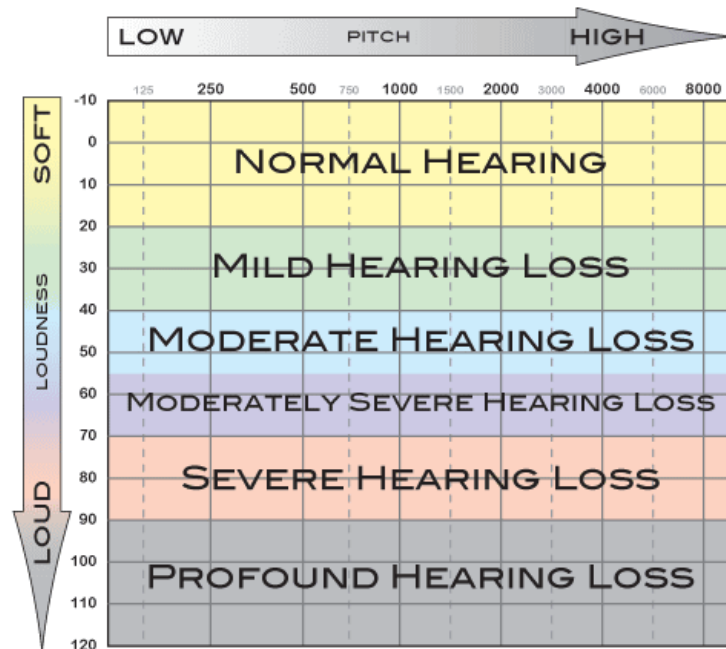 LOW PITCH HIGH
125 250 500 750 1000 1500 2000 3000 4000 6000 8000
SOFT
LOUDNESS
LOUD
-10
0
NORMAL HEARING
10
20
MILD HEARING LOSS
30
40
MODERATE HEARING LOSS
50
60
MODERATELY SEVERE HEARING LOSS
70
80
SEVERE HEARING LOSS
90
100
PROFOUND HEARING LOSS
110
120